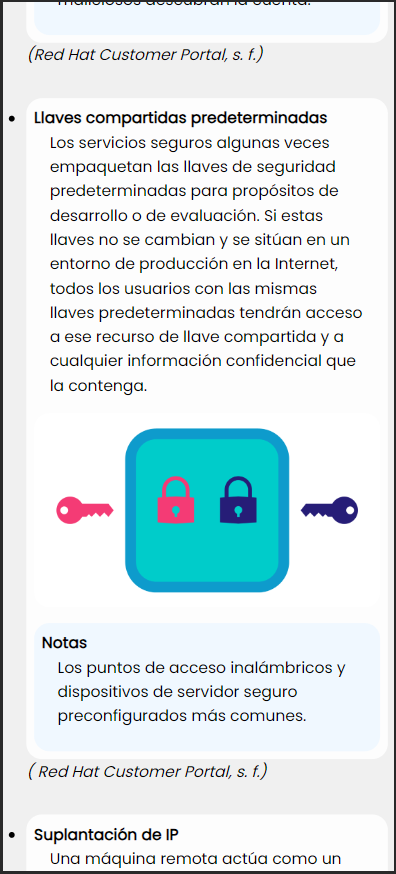 maliciosos descubran la cuenta.
(Red Hat Customer Portal, s. f.)
Llaves compartidas predeterminadas
Los servicios seguros algunas veces
empaquetan las llaves de seguridad
predeterminadas para propósitos de
desarrollo o de evaluación. Si estas
llaves no se cambian y se sitúan en un
entorno de producción en la Internet,
todos los usuarios con las mismas
llaves predeterminadas tendrán acceso
a ese recurso de llave compartida y a
cualquier información confidencial que
la contenga.
Notas
Los puntos de acceso inalámbricos y
dispositivos de servidor seguro
preconfigurados más comunes.
( Red Hat Customer Portal, s. f.)
Suplantación de IP
Una máquina remota actúa como un